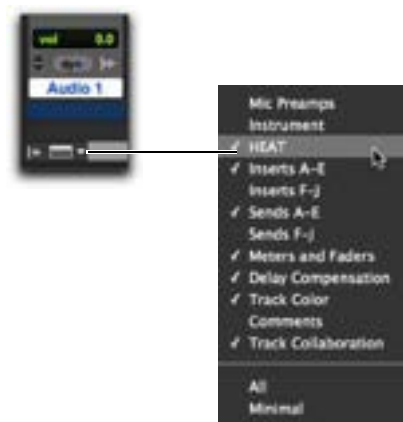 vol 0.0
dyn
Audio 1
Mic Preamps
Instrument
✓ HEAT
✓ Inserts A-E
Inserts F-J
✓ Sends A-E
Sends F-J
✓ Meters and Faders
✓ Delay Compensation
✓ Track Color
Comments
✓ Track Collaboration
All
Minimal